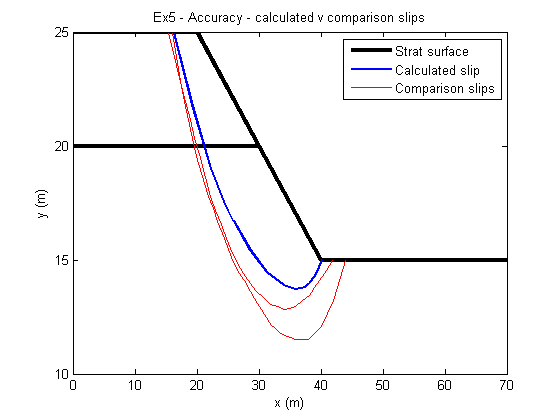 Ex5 - Accuracy - calculated v comparison slips
Strat surface
Calculated slip
Comparison slips
25
20
15
10
y (m)
0 10 20 30 40 50 60 70
x (m)